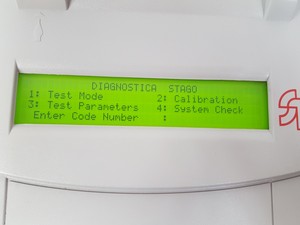 DIAGNOSTICA STAGO
1: Test Mode 2: Calibration
3: Test Parameters 4: System Check
Enter Code Number :